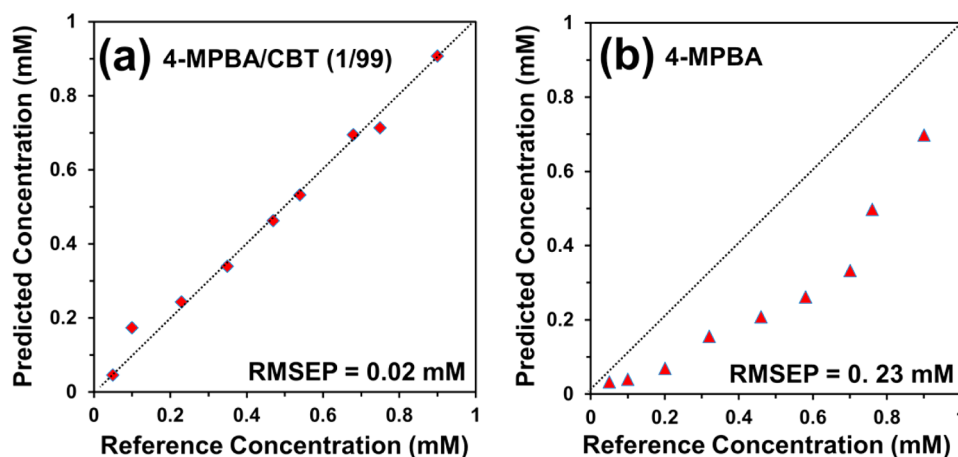 (a) 4-MPBA/CBT (1/99)
Predicted Concentration (mM)
1
0.8
0.6
0.4
0.2
0
RMSEP = 0.02 mM
0 0.2 0.4 0.6 0.8 1
Reference Concentration (mM)
(b) 4-MPBA
Predicted Concentration (mM)
1
0.8
0.6
0.4
0.2
0
RMSEP = 0. 23 mM
0 0.2 0.4 0.6 0.8 1
Reference Concentration (mM)